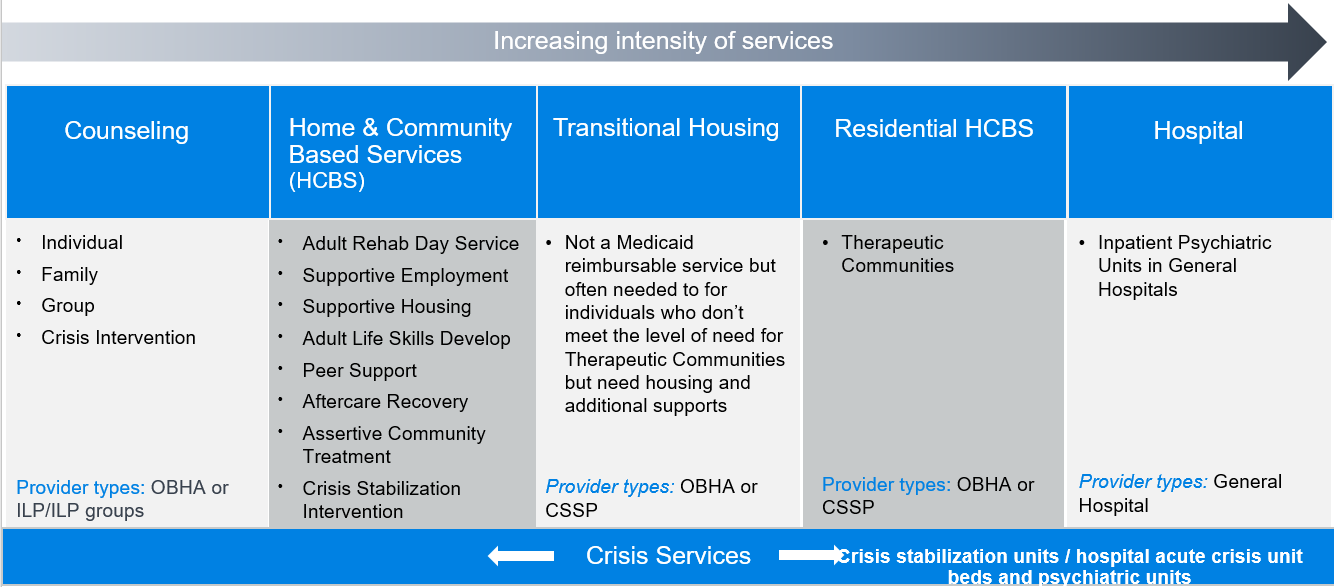 Increasing intensity of services
Counseling
Home & Community
Based Services
(HCBS)
Transitional Housing
Residential HCBS
Hospital
• Individual
• Family
• Group
• Crisis Intervention
Provider types: OBHA or
ILP/ILP groups
• Adult Rehab Day Service
• Supportive Employment
• Supportive Housing
• Adult Life Skills Develop
• Peer Support
• Aftercare Recovery
• Assertive Community
Treatment
• Crisis Stabilization
Intervention
• Not a Medicaid
reimbursable service but
often needed to for
individuals who don’t
meet the level of need for
Therapeutic Communities
but need housing and
additional supports
Provider types: OBHA or
CSSP
• Therapeutic
Communities
Provider types: OBHA or
CSSP
• Inpatient Psychiatric
Units in General
Hospitals
Provider types: General
Hospital
Crisis Services
Crisis stabilization units / hospital acute crisis unit
beds and psychiatric units